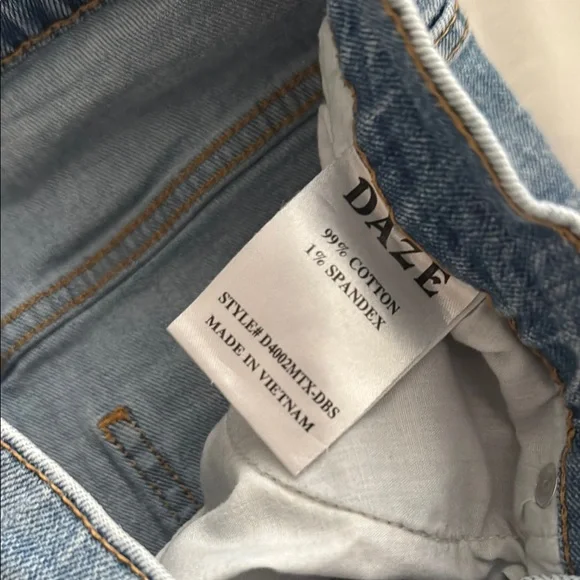 DAZE
99% COTTON
1% SPANDEX
STYLE# D4002MTX-DBS
MADE IN VIETNAM